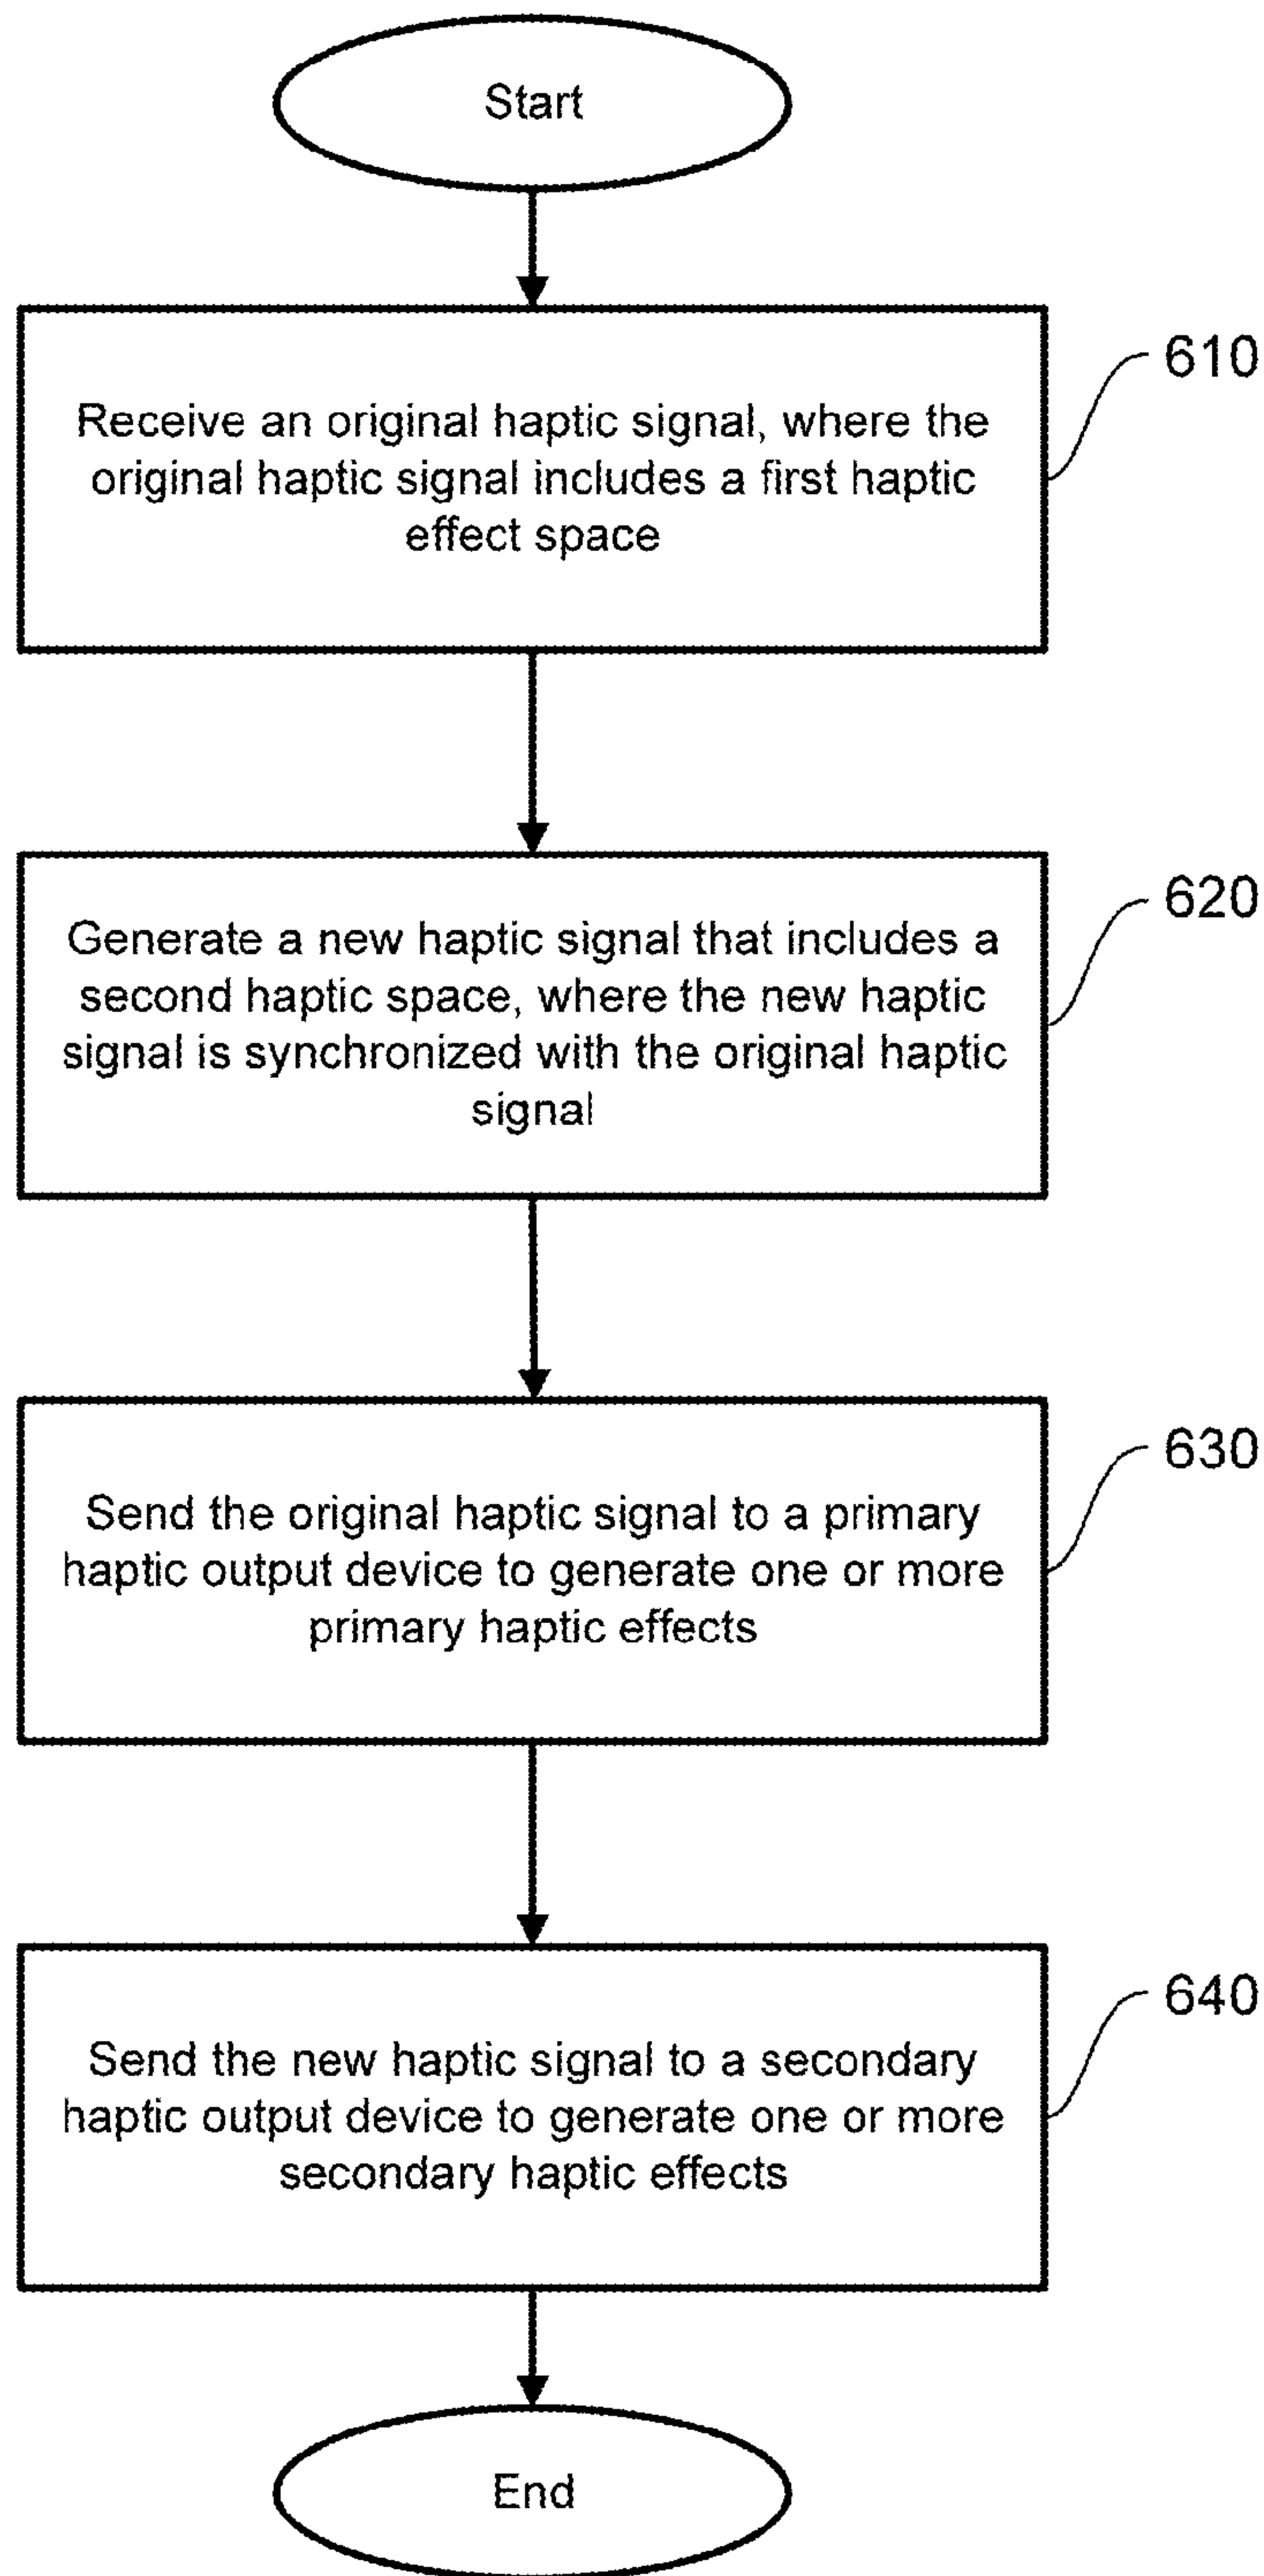 Start
610
Receive an original haptic signal, where the
original haptic signal includes a first haptic
effect space
620
Generate a new haptic signal that includes a
second haptic space, where the new haptic
signal is synchronized with the original haptic
signal
630
Send the original haptic signal to a primary
haptic output device to generate one or more
primary haptic effects
640
Send the new haptic signal to a secondary
haptic output device to generate one or more
secondary haptic effects
End